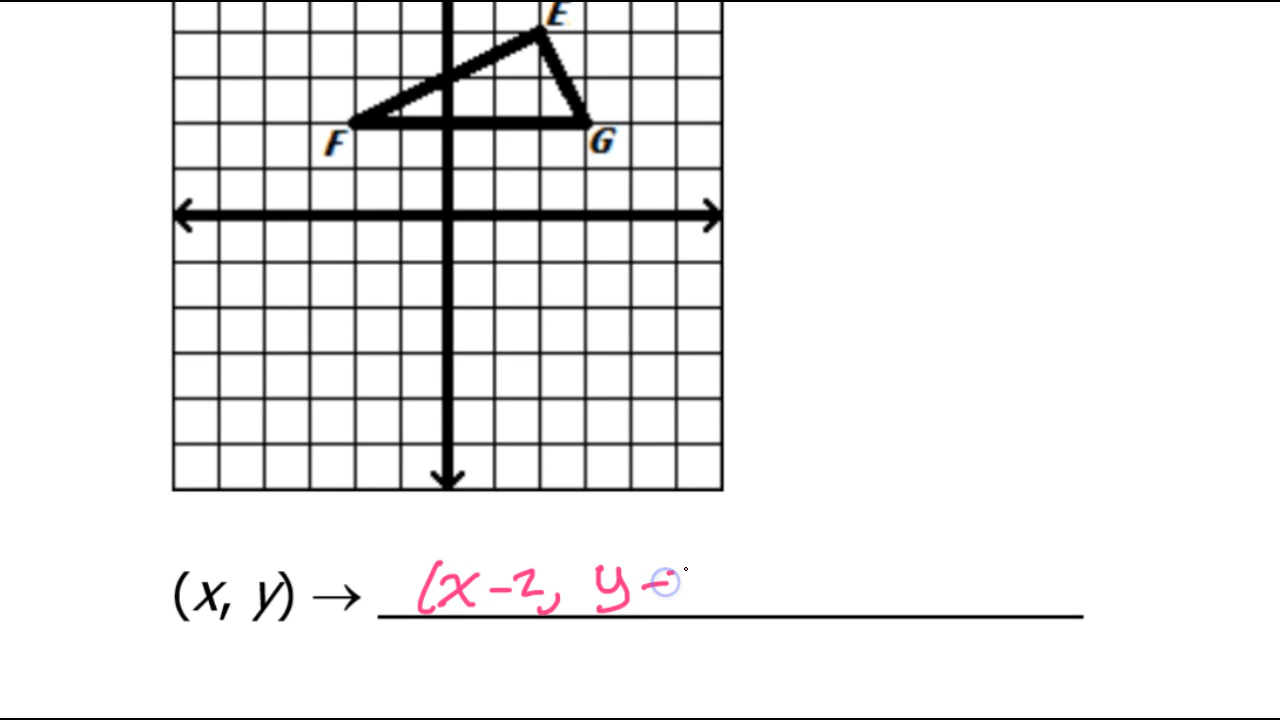 E
F G
(x, y) → (x-2, y-